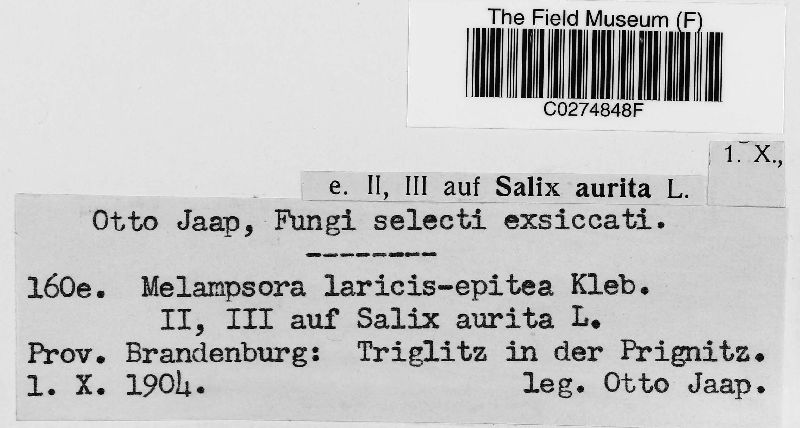 The Field Museum (F)
C0274848F
1. X.,
e. II, III auf Salix aurita L.
Otto Jaap, Fungi selecti exsiccati.
---------
160e. Melampsora laricis-epitea Kleb.
II, III auf Salix aurita L.
Prov. Brandenburg: Triglitz in der Prignitz.
1. X. 1904. leg. Otto Jaap.